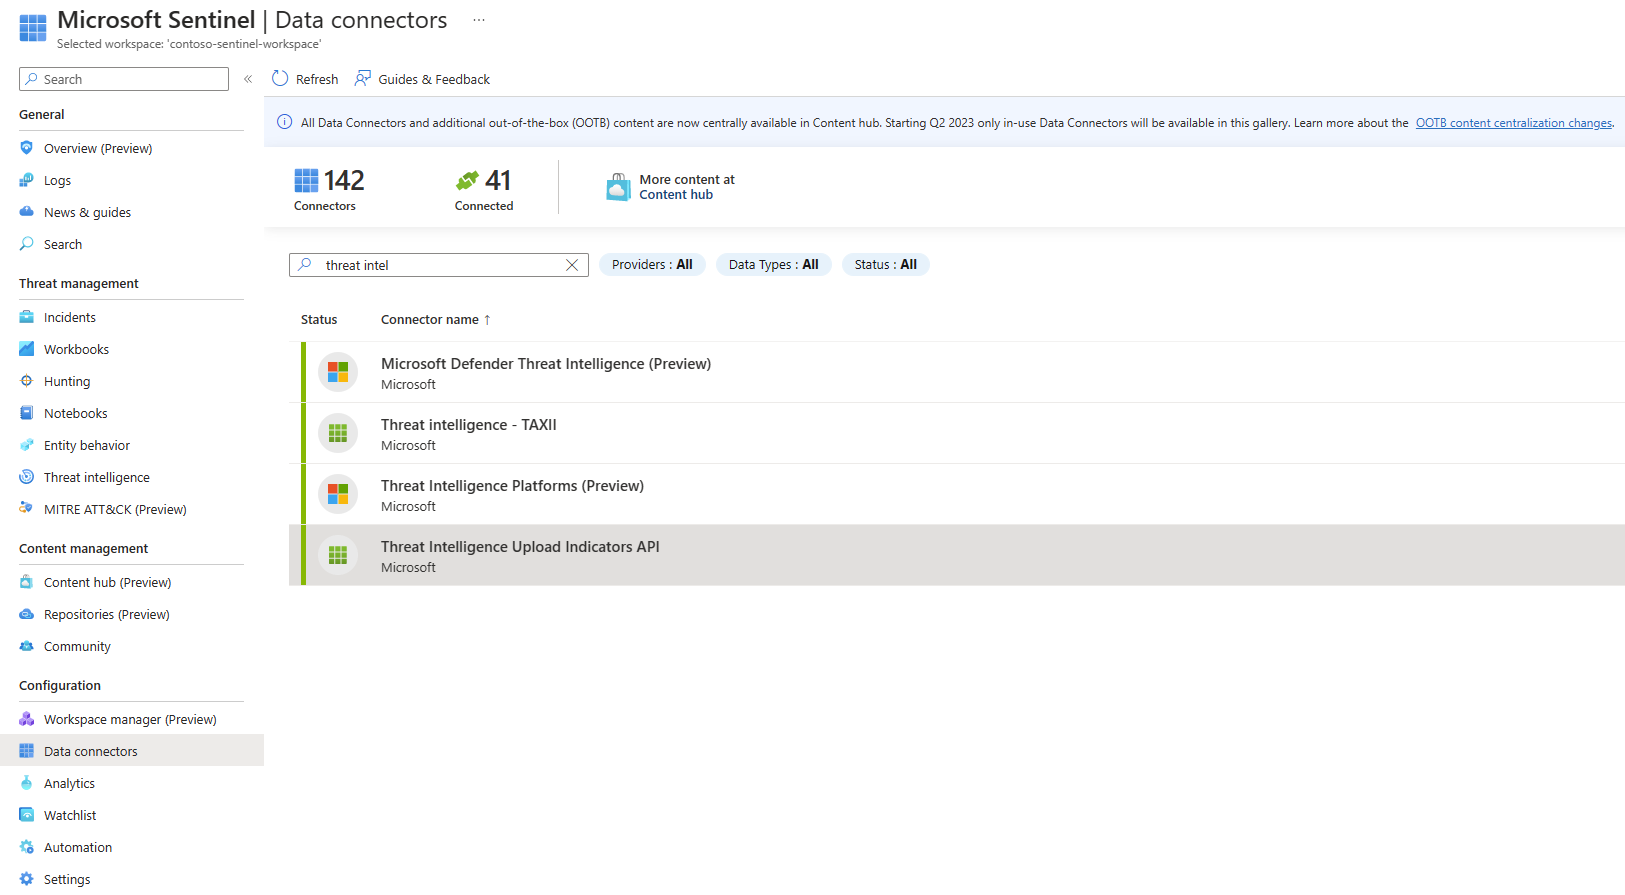 Microsoft Sentinel | Data connectors ...
Selected workspace: 'contoso-sentinel-workspace'
Search
«
Refresh
Guides & Feedback
General
Overview (Preview)
Logs
News & guides
Search
Threat management
Incidents
Workbooks
Hunting
Notebooks
Entity behavior
Threat intelligence
MITRE ATT&CK (Preview)
Content management
Content hub (Preview)
Repositories (Preview)
Community
Configuration
Workspace manager (Preview)
Data connectors
Analytics
Watchlist
Automation
Settings
All Data Connectors and additional out-of-the-box (OOTB) content are now centrally available in Content hub. Starting Q2 2023 only in-use Data Connectors will be available in this gallery. Learn more about the OOTB content centralization changes.
142
Connectors
41
Connected
More content at
Content hub
threat intel
Providers : All
Data Types : All
Status : All
Status
Connector name ↑
Microsoft Defender Threat Intelligence (Preview)
Microsoft
Threat intelligence - TAXII
Microsoft
Threat Intelligence Platforms (Preview)
Microsoft
Threat Intelligence Upload Indicators API
Microsoft